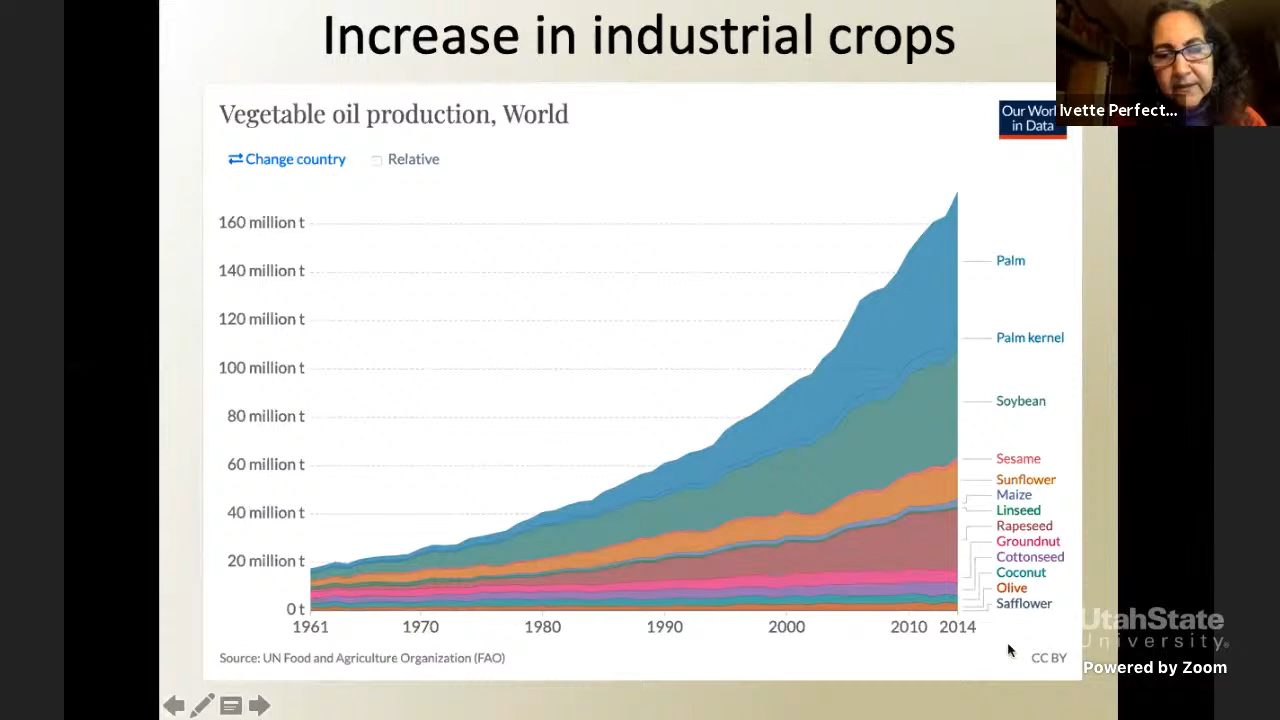 Increase in industrial crops
Vegetable oil production, World
Our Worl
in Data
Ivette Perfect...
Change country
Relative
160 million t
140 million t
120 million t
100 million t
80 million t
60 million t
40 million t
20 million t
0 t
Palm
Palm kernel
Soybean
Sesame
Sunflower
Maize
Linseed
Rapeseed
Groundnut
Cottonseed
Coconut
Olive
Safflower
1961
1970
1980
1990
2000
2010
2014
Source: UN Food and Agriculture Organization (FAO)
CC BY
UtahState
University®
Powered by Zoom